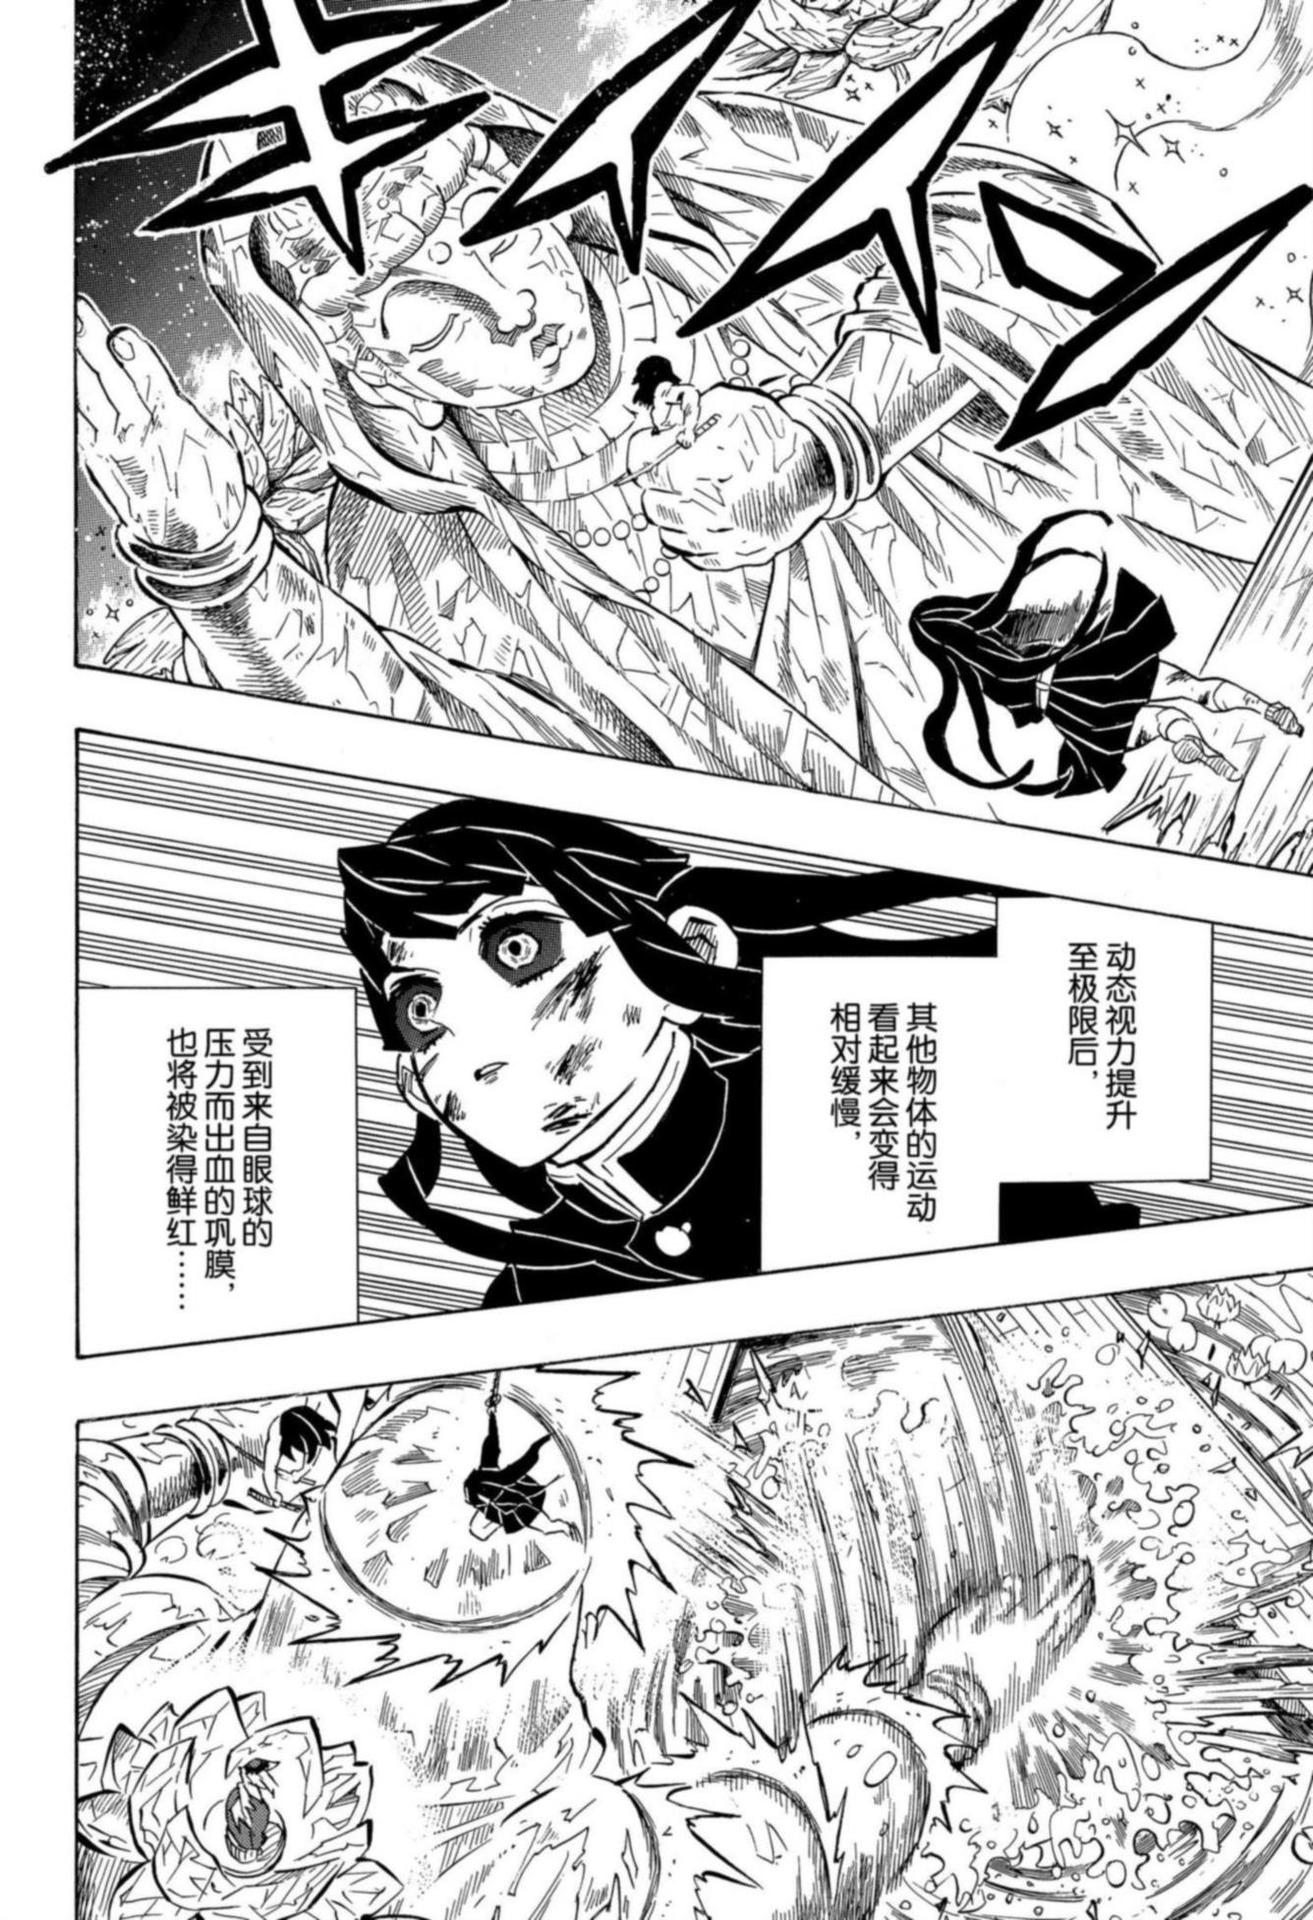 动态视力提升
至极限后，
其他物体的运动
看起来会变得
相对缓慢，
受到来自眼球的
压力而出血的巩膜，
也将被染得鲜红……